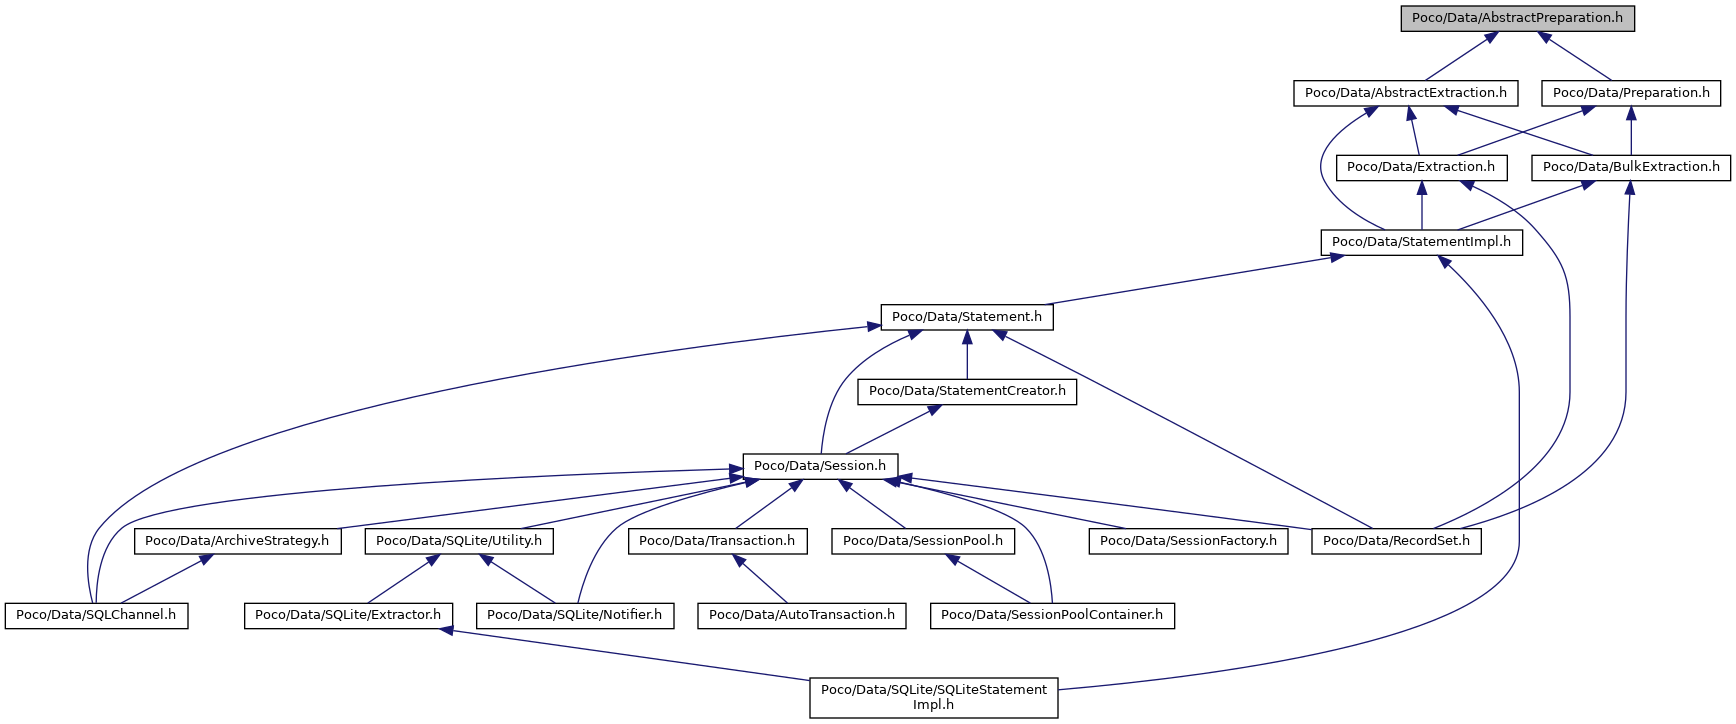 Poco/Data/AbstractPreparation.h
Poco/Data/AbstractExtraction.h
Poco/Data/Preparation.h
Poco/Data/Extraction.h
Poco/Data/BulkExtraction.h
Poco/Data/StatementImpl.h
Poco/Data/Statement.h
Poco/Data/StatementCreator.h
Poco/Data/Session.h
Poco/Data/ArchiveStrategy.h
Poco/Data/SQLite/Utility.h
Poco/Data/Transaction.h
Poco/Data/SessionPool.h
Poco/Data/SessionFactory.h
Poco/Data/RecordSet.h
Poco/Data/SQLChannel.h
Poco/Data/SQLite/Extractor.h
Poco/Data/SQLite/Notifier.h
Poco/Data/AutoTransaction.h
Poco/Data/SessionPoolContainer.h
Poco/Data/SQLite/SQLiteStatement
Impl.h